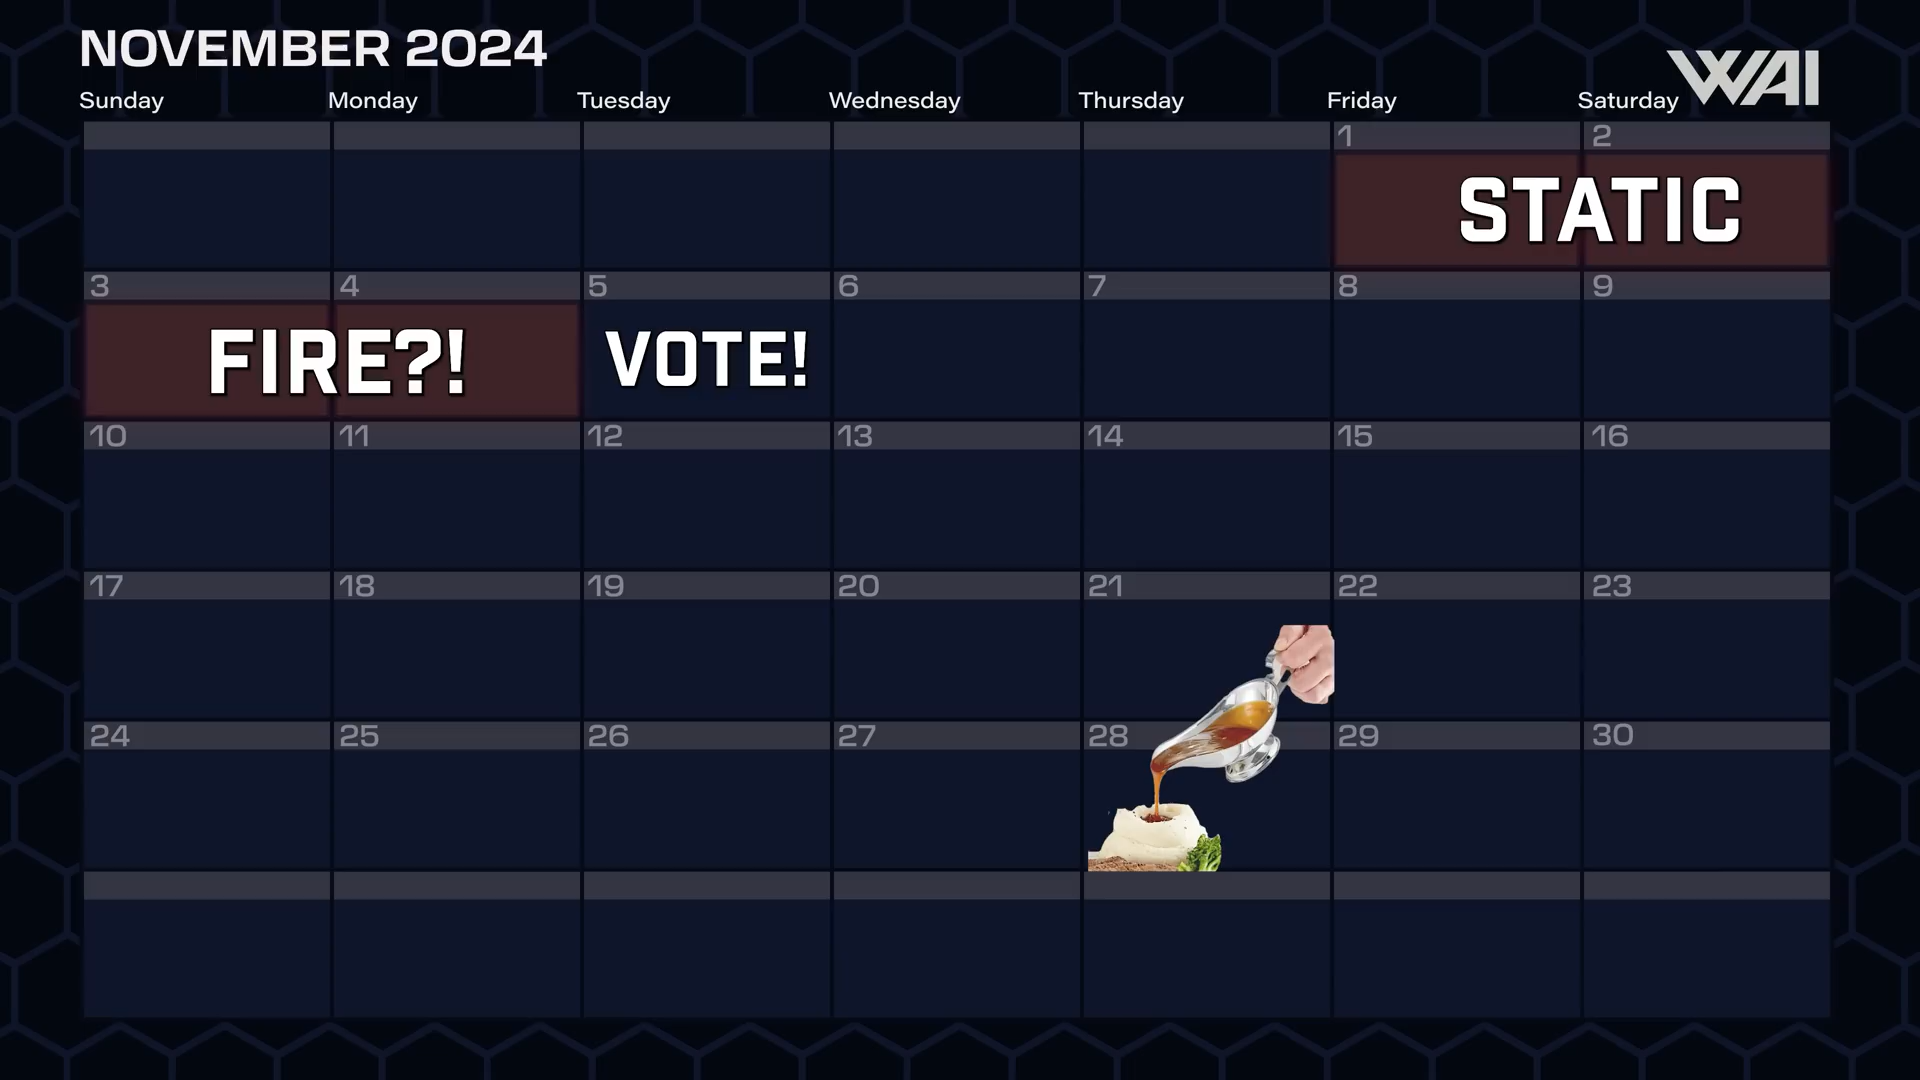 NOVEMBER 2024
WAI
Sunday Monday Tuesday Wednesday Thursday Friday Saturday
1 2
STATIC
3 4 5 6 7 8 9
FIRE?! VOTE!
10 11 12 13 14 15 16
17 18 19 20 21 22 23
24 25 26 27 28 29 30